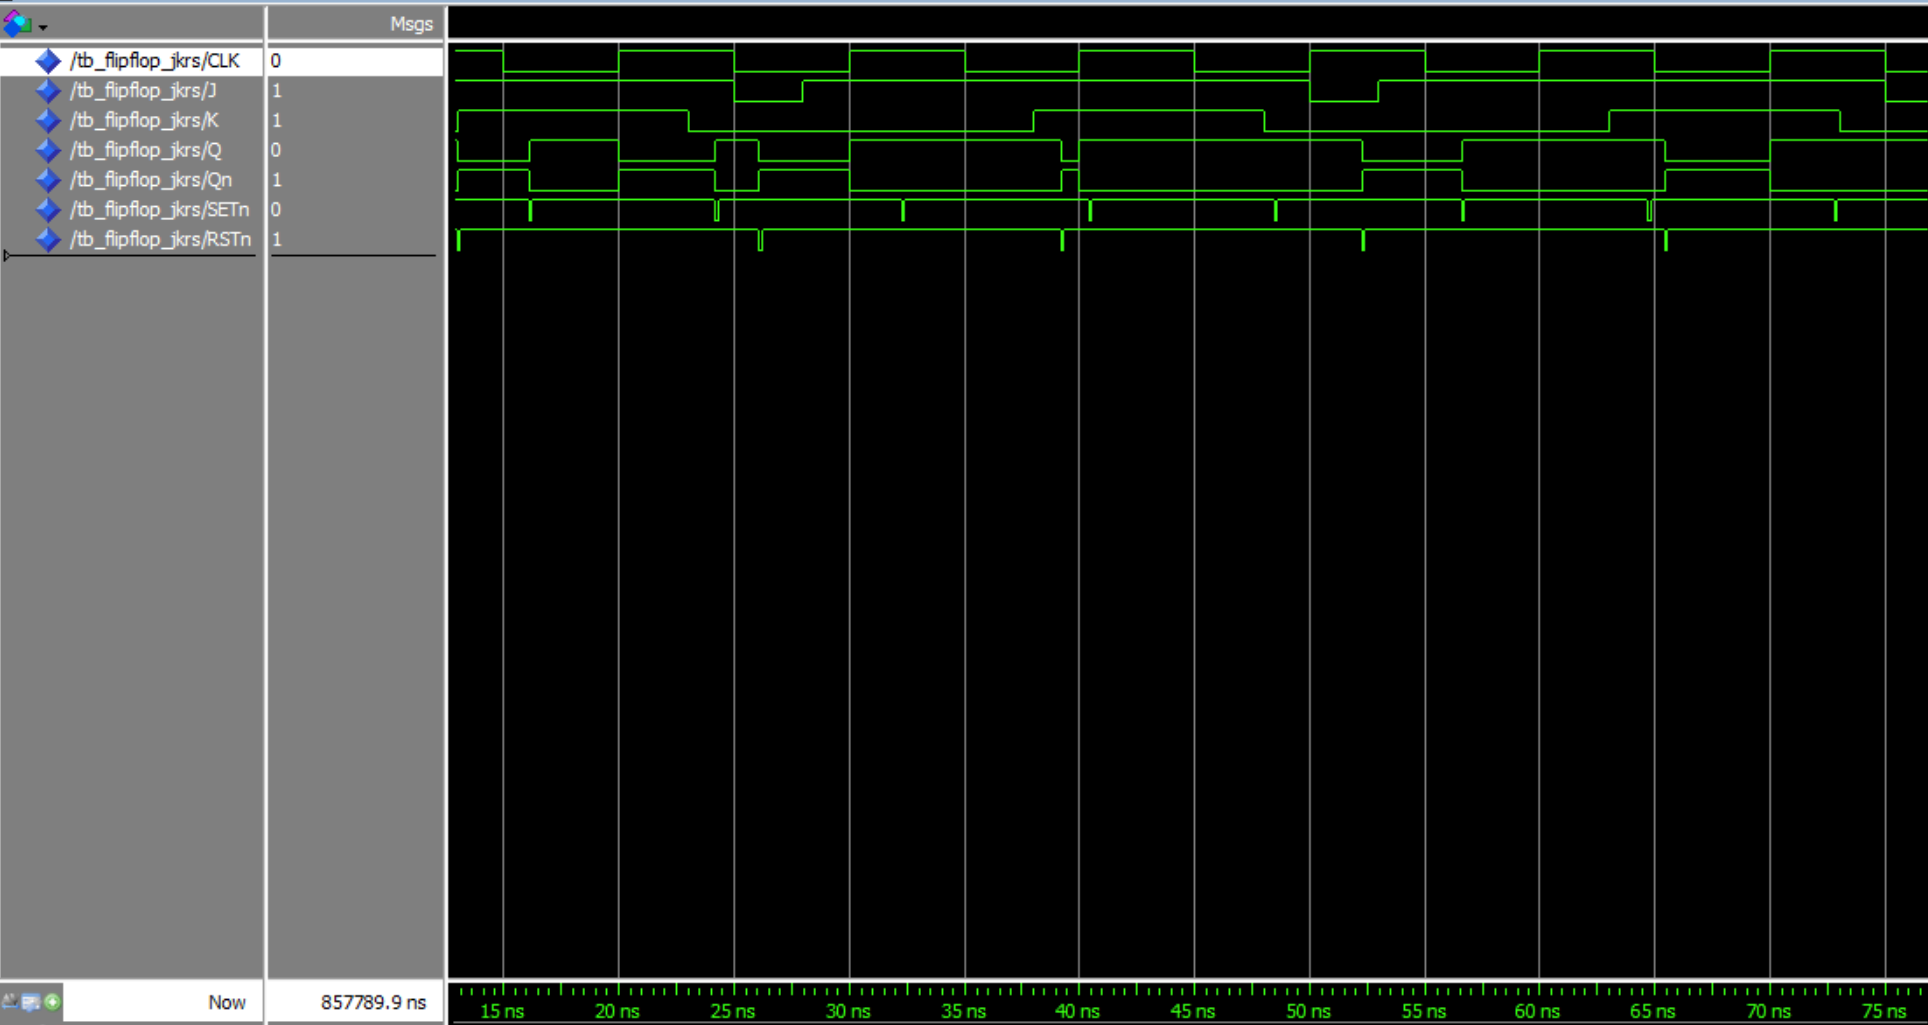 Msgs
/tb_flipflop_jkrs/CLK 0
/tb_flipflop_jkrs/J 1
/tb_flipflop_jkrs/K 1
/tb_flipflop_jkrs/Q 0
/tb_flipflop_jkrs/Qn 1
/tb_flipflop_jkrs/SETn 0
/tb_flipflop_jkrs/RSTn 1
Now 857789.9 ns
15 ns 20 ns 25 ns 30 ns 35 ns 40 ns 45 ns 50 ns 55 ns 60 ns 65 ns 70 ns 75 ns